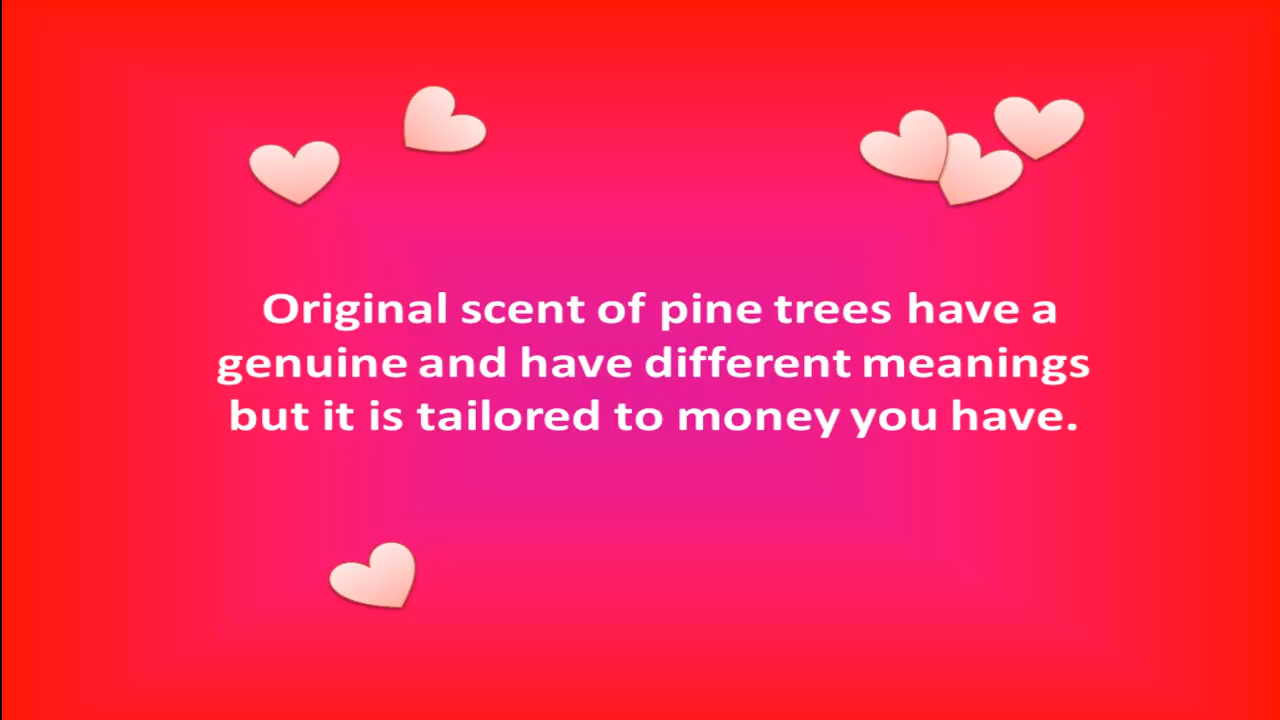 Original scent of pine trees have a
genuine and have different meanings
but it is tailored to money you have.